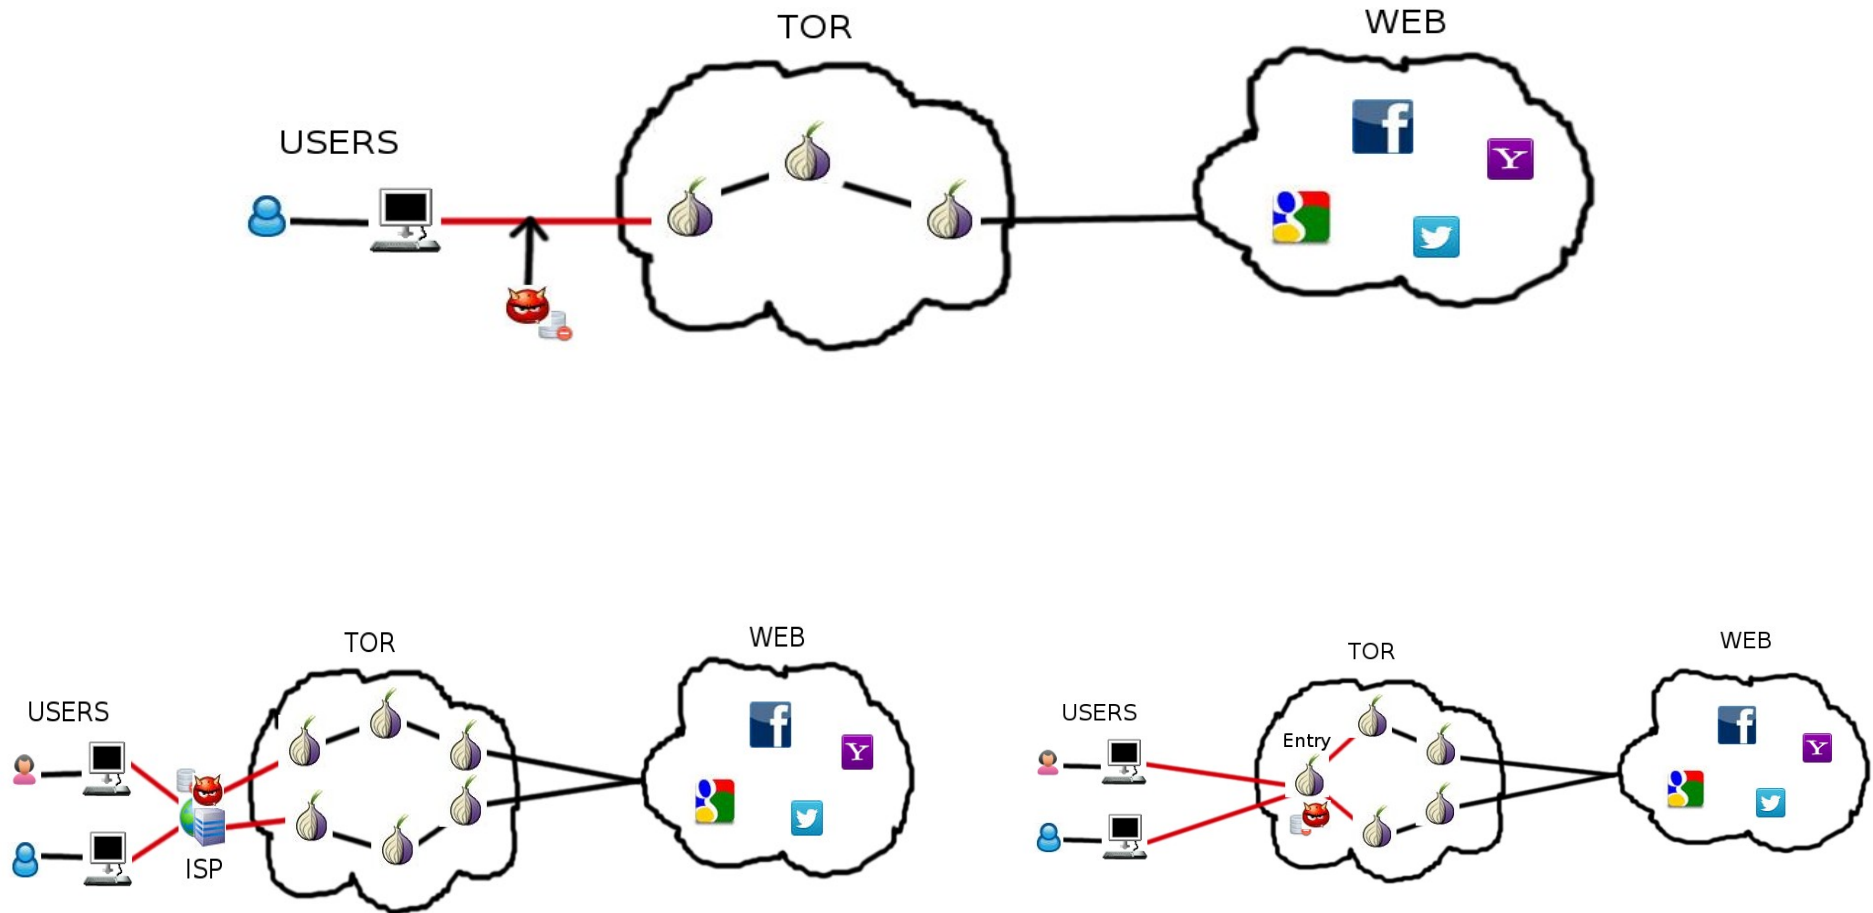 TOR
WEB
USERS
f
Y
TOR
WEB
USERS
f
Y
ISP
TOR
WEB
USERS
Entry
f
Y